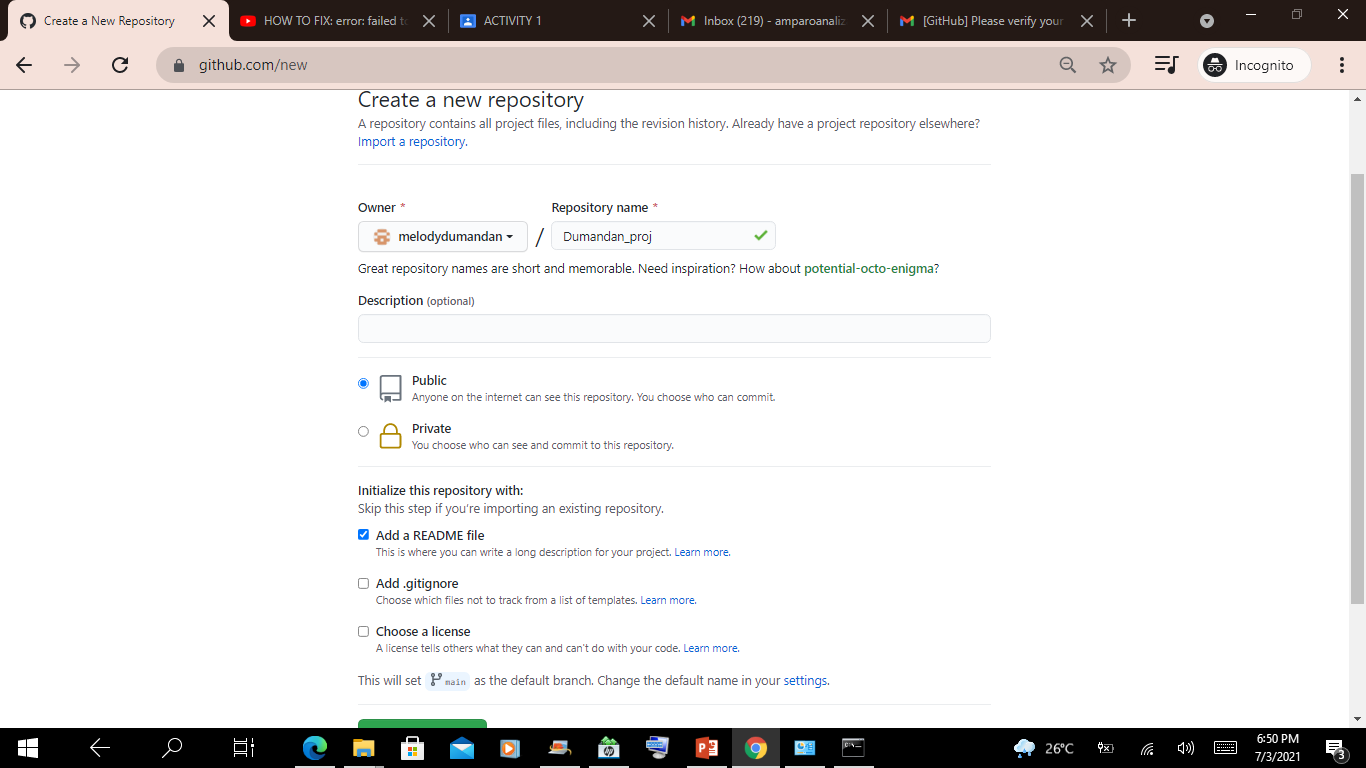 Create a New Repository
HOW TO FIX: error: failed to
ACTIVITY 1
Inbox (219) - amparoanaliz
[GitHub] Please verify your
github.com/new
Incognito
Create a new repository
A repository contains all project files, including the revision history. Already have a project repository elsewhere?
Import a repository.
Owner *
Repository name *
melodydumandan
/
Dumandan_proj
Great repository names are short and memorable. Need inspiration? How about potential-octo-enigma?
Description (optional)
Public
Anyone on the internet can see this repository. You choose who can commit.
Private
You choose who can see and commit to this repository.
Initialize this repository with:
Skip this step if you're importing an existing repository.
Add a README file
This is where you can write a long description for your project. Learn more.
Add .gitignore
Choose which files not to track from a list of templates. Learn more.
Choose a license
A license tells others what they can and can't do with your code. Learn more.
This will set main as the default branch. Change the default name in your settings.
26°C
6:50 PM
7/3/2021
3